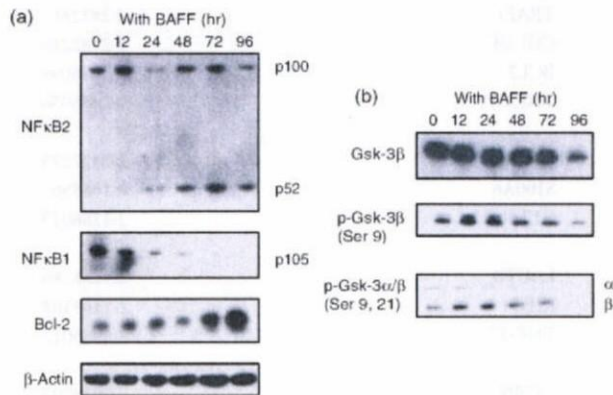 (a)
With BAFF (hr)
0 12 24 48 72 96
p100
NFκB2
p52
NFκB1
p105
Bcl-2
β-Actin
(b)
With BAFF (hr)
0 12 24 48 72 96
Gsk-3β
p-Gsk-3β
(Ser 9)
p-Gsk-3α/β
(Ser 9, 21)
α
β